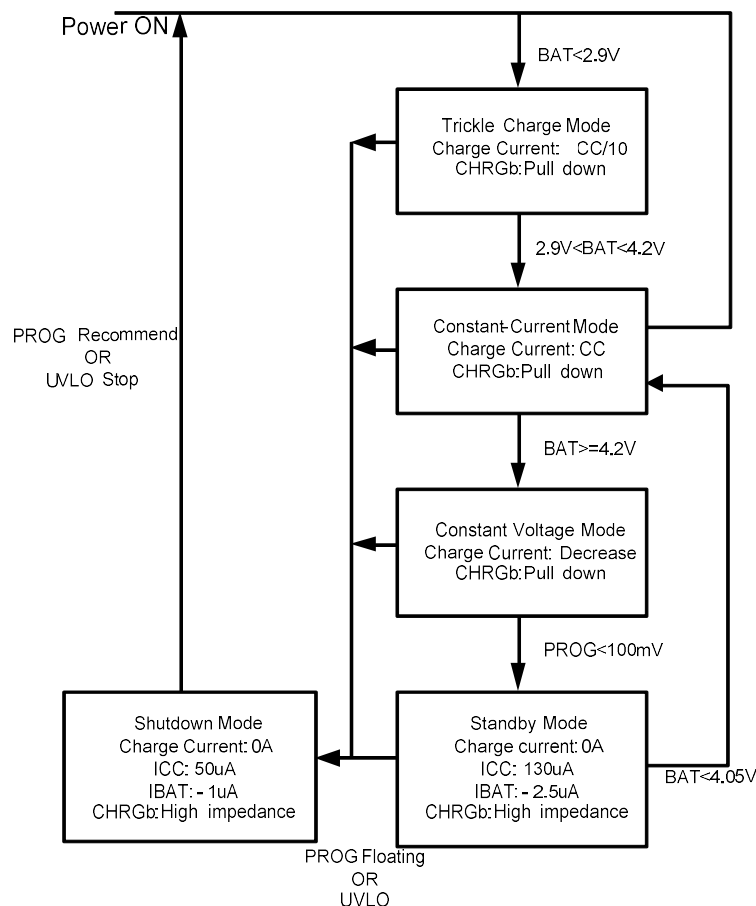 Power ON
BAT<2.9V
Trickle Charge Mode
Charge Current: CC/10
CHRGb:Pull down
2.9V<BAT<4.2V
PROG Recommend
OR
UVLO Stop
Constant-Current Mode
Charge Current: CC
CHRGb:Pull down
BAT>=4.2V
Constant Voltage Mode
Charge Current: Decrease
CHRGb:Pull down
PROG<100mV
Shutdown Mode
Charge Current: 0A
ICC: 50uA
IBAT: -1uA
CHRGb:High impedance
Standby Mode
Charge current: 0A
ICC: 130uA
IBAT: -2.5uA
CHRGb:High impedance
BAT<4.05V
PROG Floating
OR
UVLO